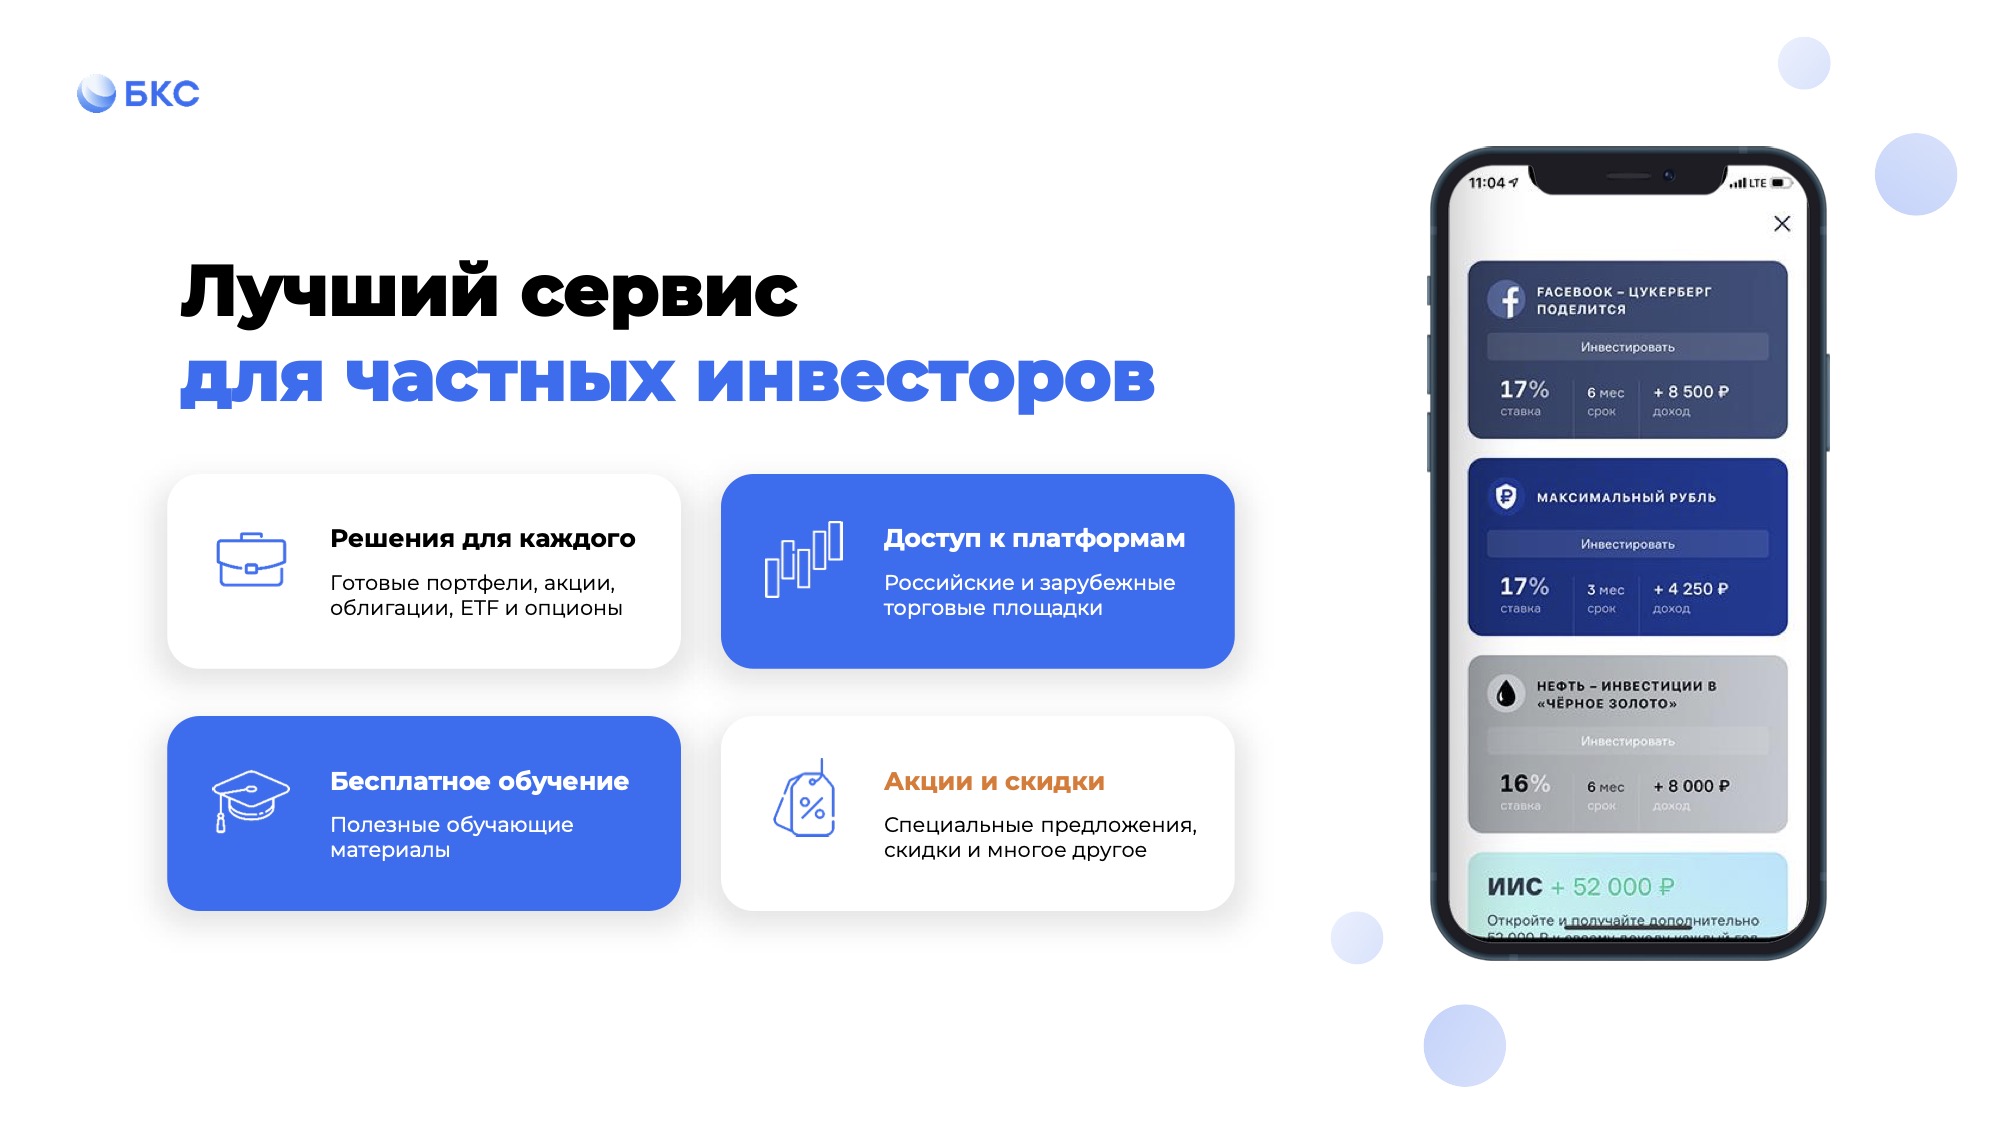 БКС
Лучший сервис
для частных инвесторов
Решения для каждого
Готовые портфели, акции,
облигации, ETF и опционы
Доступ к платформам
Российские и зарубежные
торговые площадки
Бесплатное обучение
Полезные обучающие
материалы
Акции и скидки
Специальные предложения,
скидки и многое другое
11:04
LTE
FACEBOOK – ЦУКЕРБЕРГ
ПОДЕЛИТСЯ
Инвестировать
17% 6 мес + 8 500 ₽
ставка срок доход
МАКСИМАЛЬНЫЙ РУБЛЬ
Инвестировать
17% 3 мес + 4 250 ₽
ставка срок доход
НЕФТЬ – ИНВЕСТИЦИИ В
«ЧЁРНОЕ ЗОЛОТО»
Инвестировать
16% 6 мес + 8 000 ₽
ставка срок доход
ИИС + 52 000 ₽
Откройте и получайте дополнительно